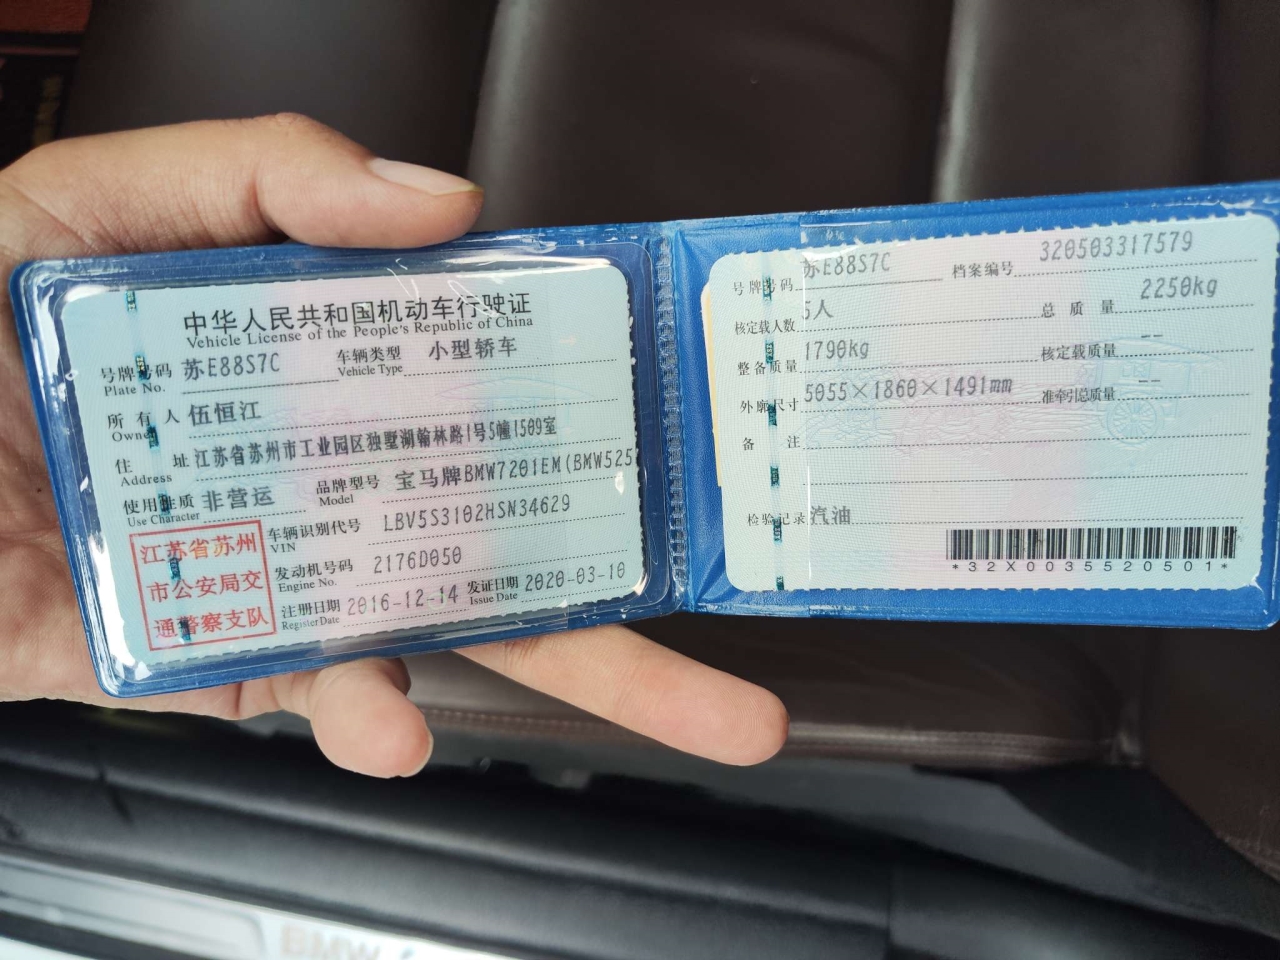 中华人民共和国机动车行驶证
Vehicle License of the People's Republic of China
号牌号码 苏E88S7C 车辆类型 小型轿车
Plate No. Vehicle Type
所有人 伍恒江
Owner
住址 江苏省苏州市工业园区独墅湖翰林路1号5幢1509室
Address
使用性质 非营运 品牌型号 宝马牌BMW7201EM(BMW525
Use Character Model
江苏省苏州
市公安局交
通警察支队
车辆识别代号 LBV5S3102HSN34629
VIN
发动机号码 2176D050
Engine No.
注册日期 2016-12-14 发证日期 2020-03-10
Register Date Issue Date
号牌号码 苏E88S7C 档案编号 320503317579
核定载人数 5人 总质量 2250kg
整备质量 1790kg 核定载质量 --
外廓尺寸 5055×1860×1491mm 准牵引总质量 --
备注
检验记录 汽油
*32X0035520501*
BMW